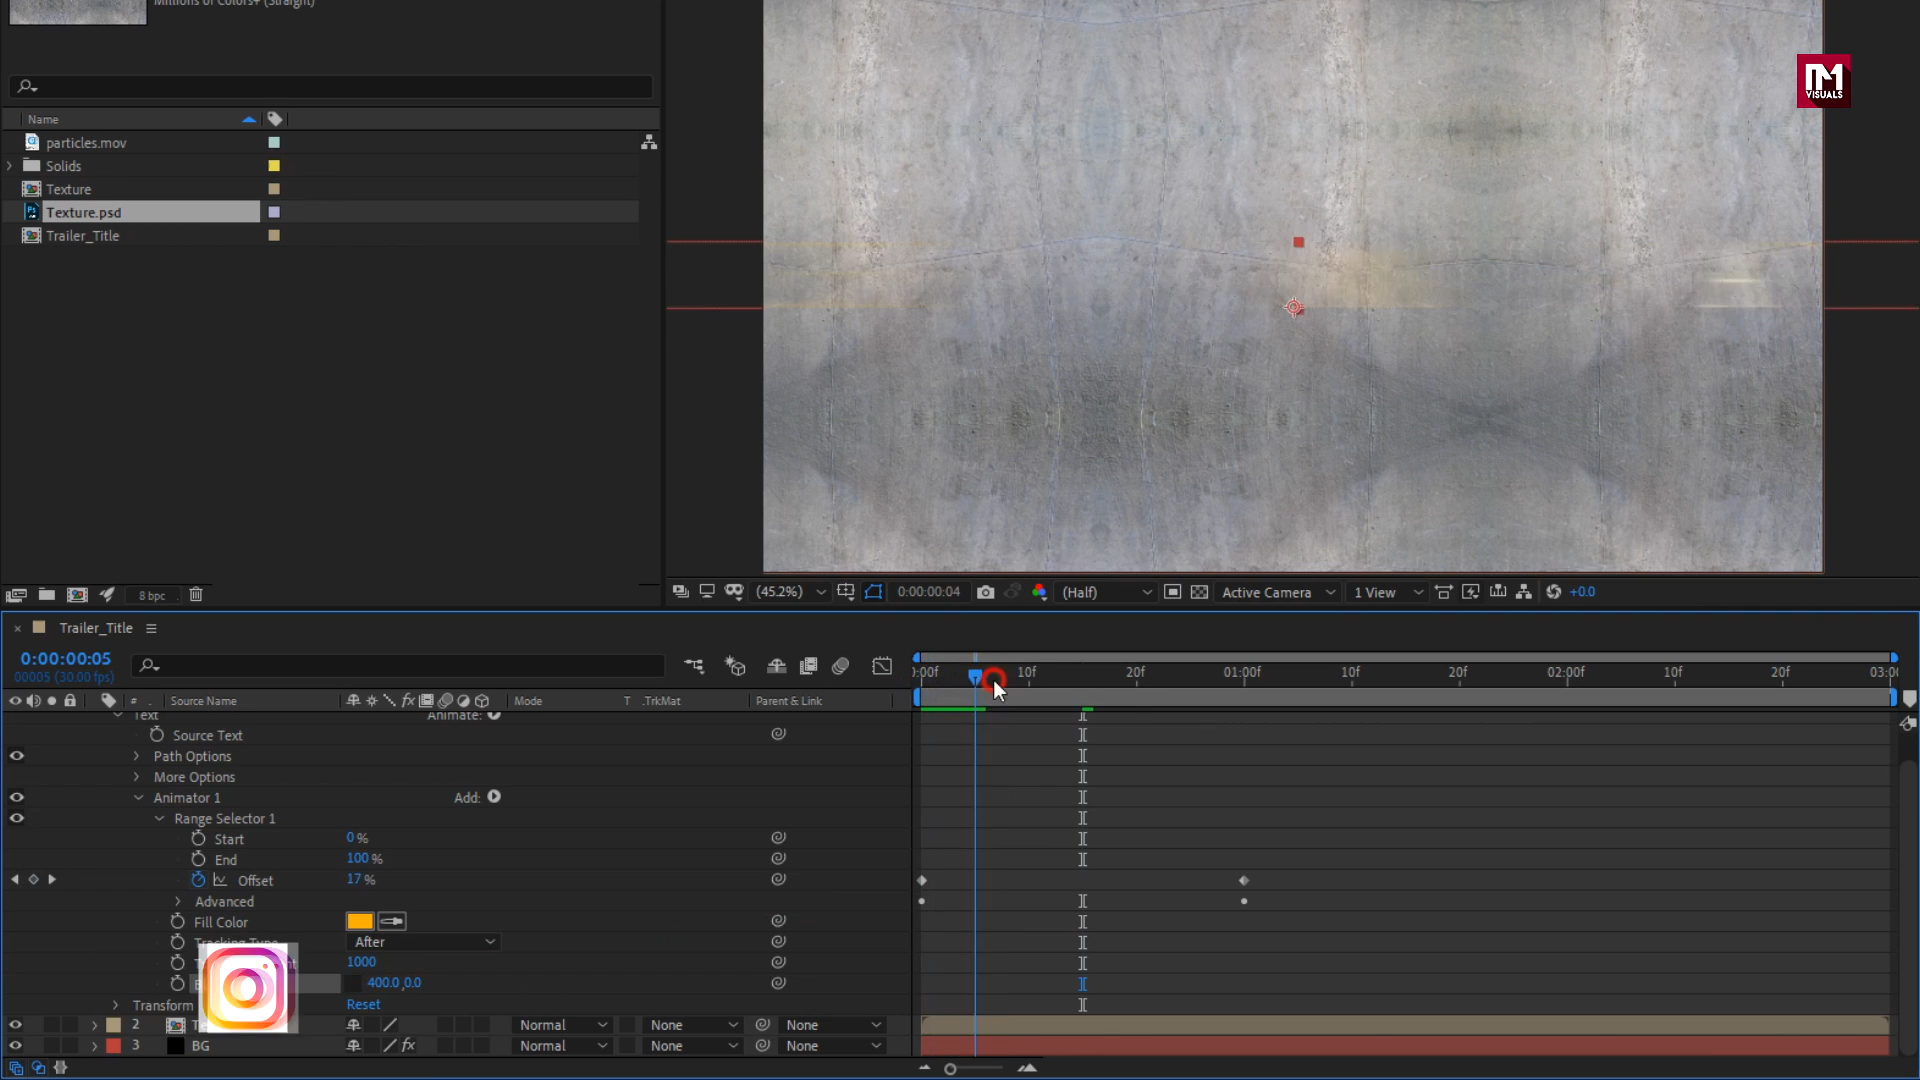 Millions of Colors+ (Straight)
M
VISUALS
Name
particles.mov
Solids
Texture
Texture.psd
Trailer_Title
8 bpc
(45.2%)
0:00:00:04
(Half)
Active Camera
1 View
+0.0
Trailer_Title
0:00:00:05
00005 (30.00 fps)
:00f 10f 20f 01:00f 10f 20f 02:00f 10f 20f 03:00
# Source Name fx Mode T .TrkMat Parent & Link
Text Animate:
Source Text
Path Options
More Options
Animator 1 Add:
Range Selector 1
Start 0 %
End 100 %
Offset 17 %
Advanced
Fill Color
Tracking Type After
1000
400.0,0.0
Transform Reset
2 Normal None None
3 BG fx Normal None None